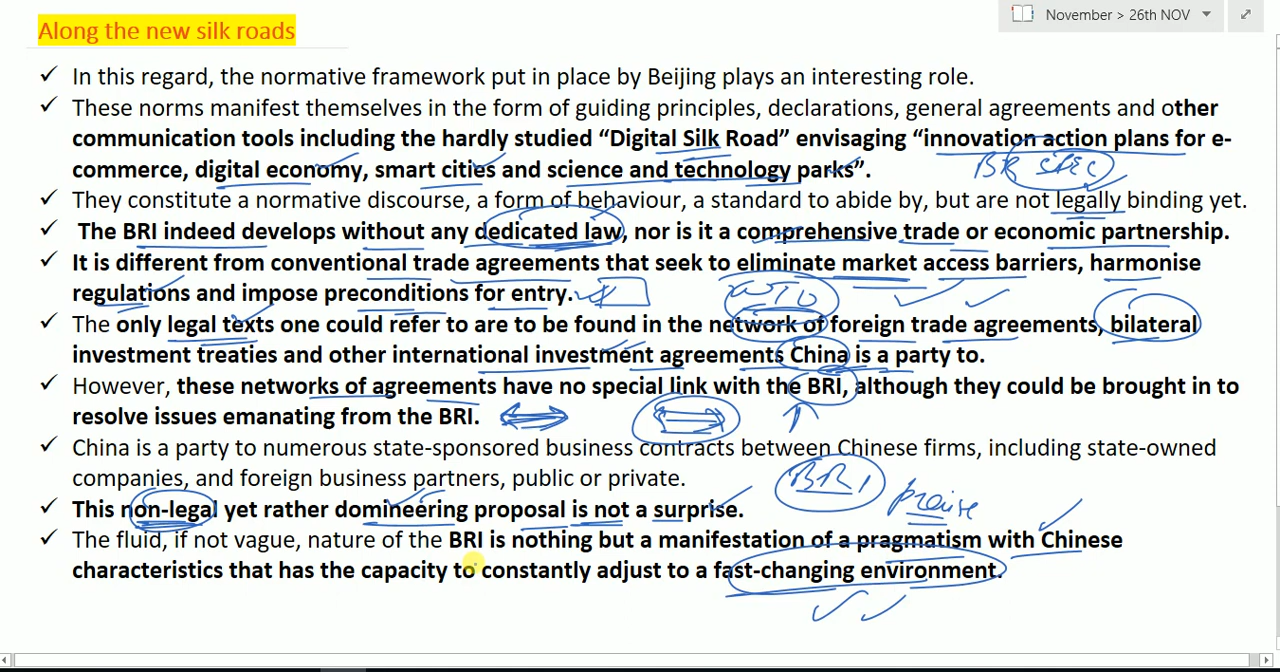 November > 26th NOV
Along the new silk roads
✓ In this regard, the normative framework put in place by Beijing plays an interesting role.
✓ These norms manifest themselves in the form of guiding principles, declarations, general agreements and other
communication tools including the hardly studied “Digital Silk Road” envisaging “innovation action plans for e-
commerce, digital economy, smart cities and science and technology parks”.
BR
✓ They constitute a normative discourse, a form of behaviour, a standard to abide by, but are not legally binding yet.
✓ The BRI indeed develops without any dedicated law, nor is it a comprehensive trade or economic partnership.
✓ It is different from conventional trade agreements that seek to eliminate market access barriers, harmonise
regulations and impose preconditions for entry.
WTO
✓ The only legal texts one could refer to are to be found in the network of foreign trade agreements, bilateral
investment treaties and other international investment agreements China is a party to.
✓ However, these networks of agreements have no special link with the BRI, although they could be brought in to
resolve issues emanating from the BRI.
✓ China is a party to numerous state-sponsored business contracts between Chinese firms, including state-owned
companies, and foreign business partners, public or private.
BRI praise
✓ This non-legal yet rather domineering proposal is not a surprise.
✓ The fluid, if not vague, nature of the BRI is nothing but a manifestation of a pragmatism with Chinese
characteristics that has the capacity to constantly adjust to a fast-changing environment.